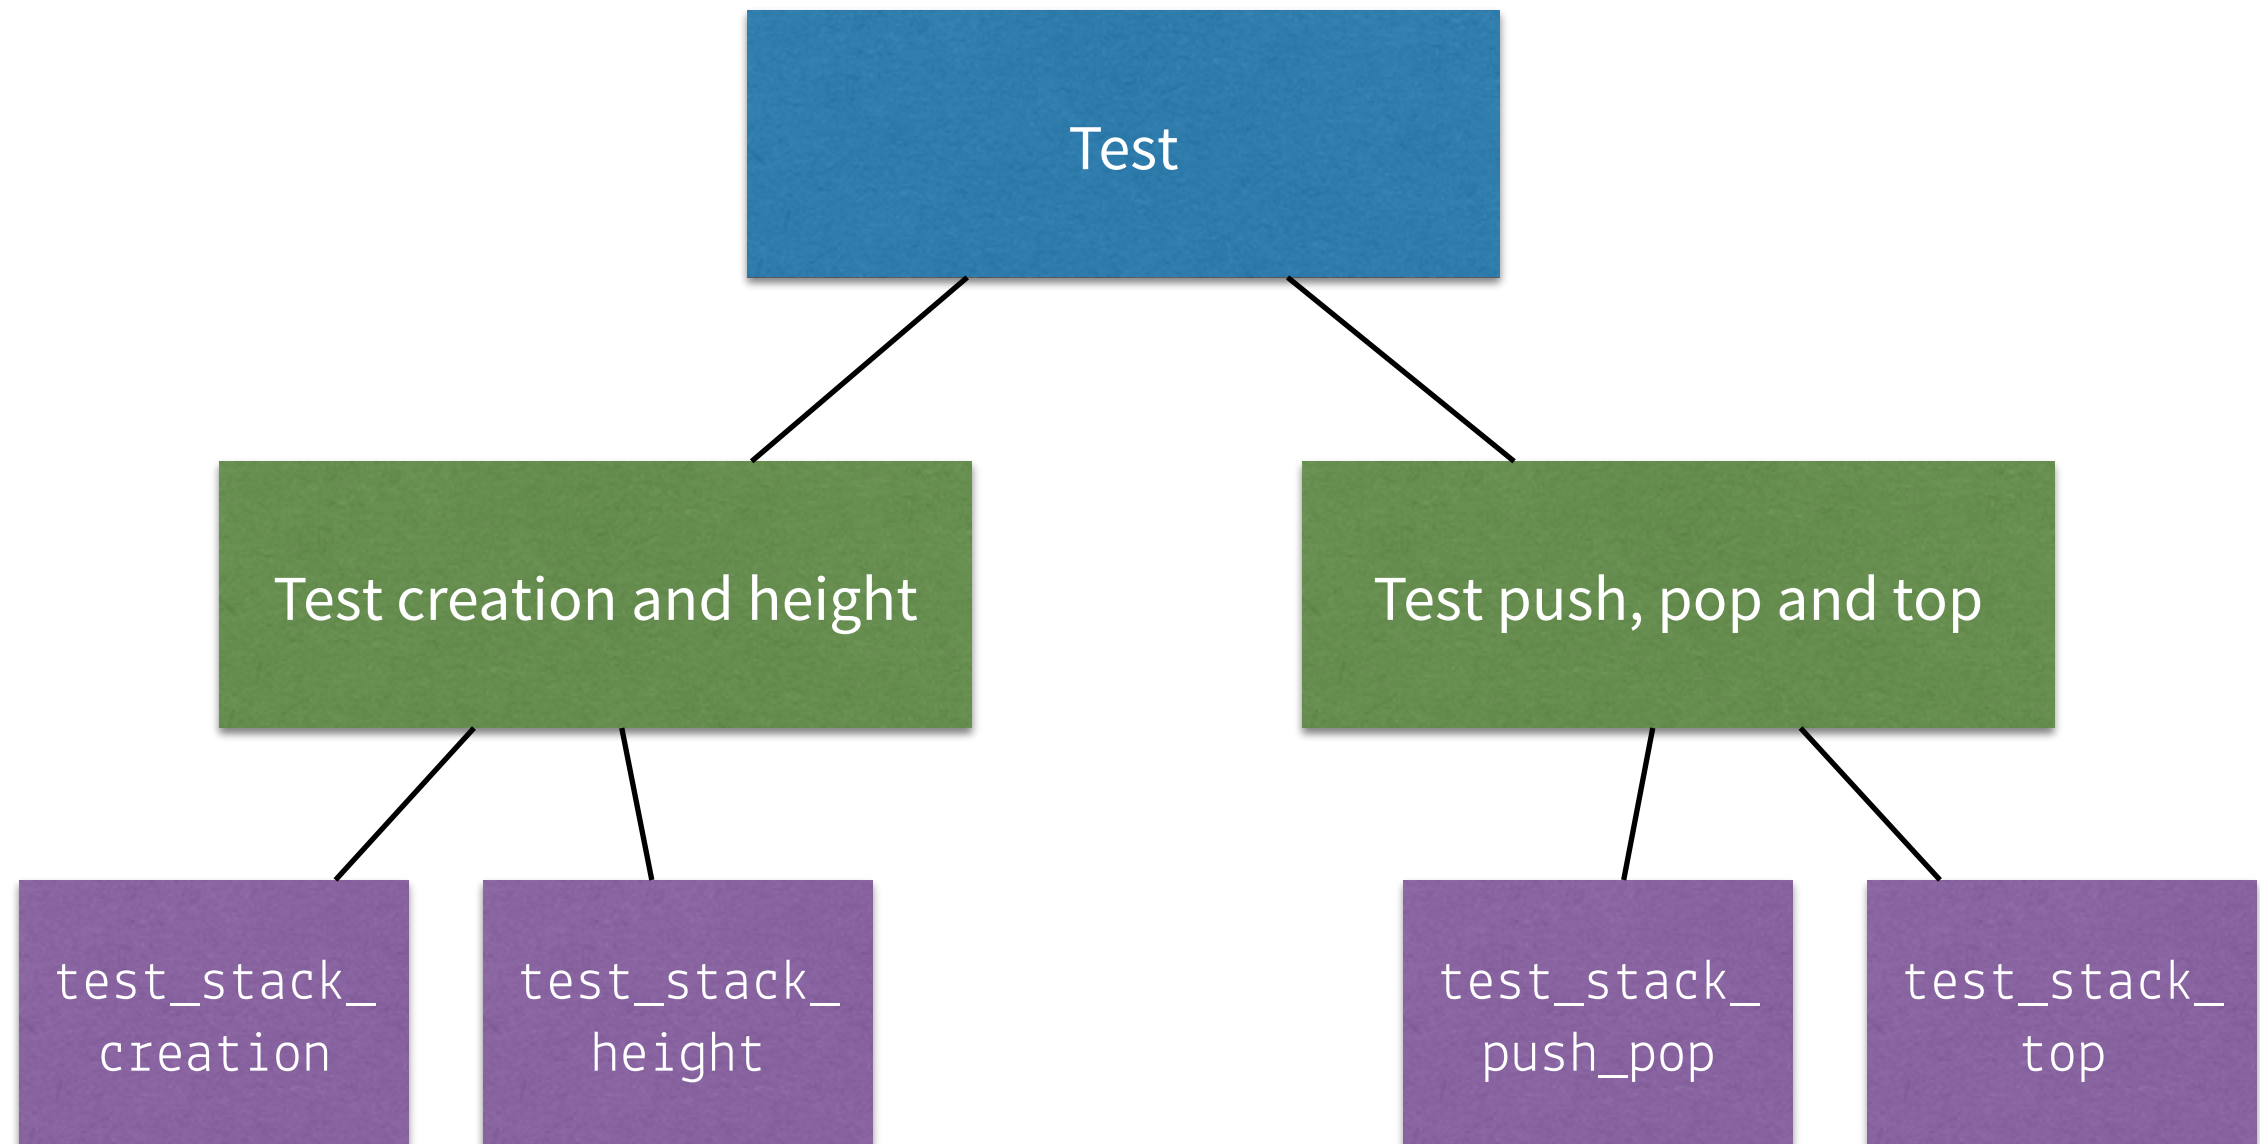 Test
Test creation and height
Test push, pop and top
test_stack_
creation
test_stack_
height
test_stack_
push_pop
test_stack_
top